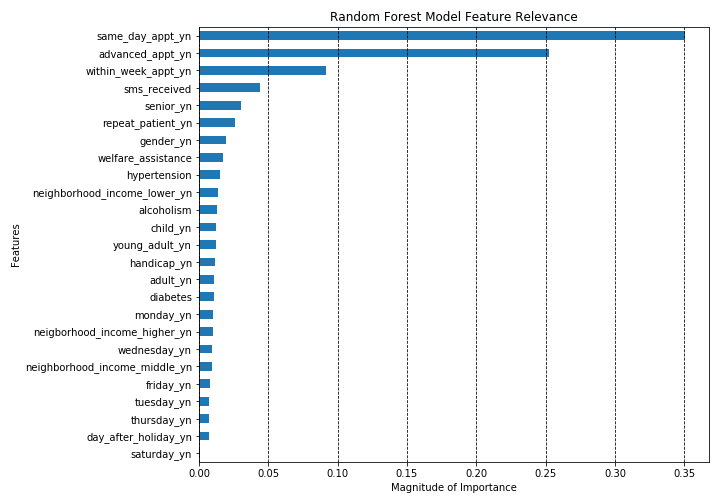 Random Forest Model Feature Relevance
same_day_appt_yn
advanced_appt_yn
within_week_appt_yn
sms_received
senior_yn
repeat_patient_yn
gender_yn
welfare_assistance
hypertension
neighborhood_income_lower_yn
alcoholism
child_yn
young_adult_yn
handicap_yn
adult_yn
diabetes
monday_yn
neigborhood_income_higher_yn
wednesday_yn
neighborhood_income_middle_yn
friday_yn
tuesday_yn
thursday_yn
day_after_holiday_yn
saturday_yn
Features
0.00 0.05 0.10 0.15 0.20 0.25 0.30 0.35
Magnitude of Importance